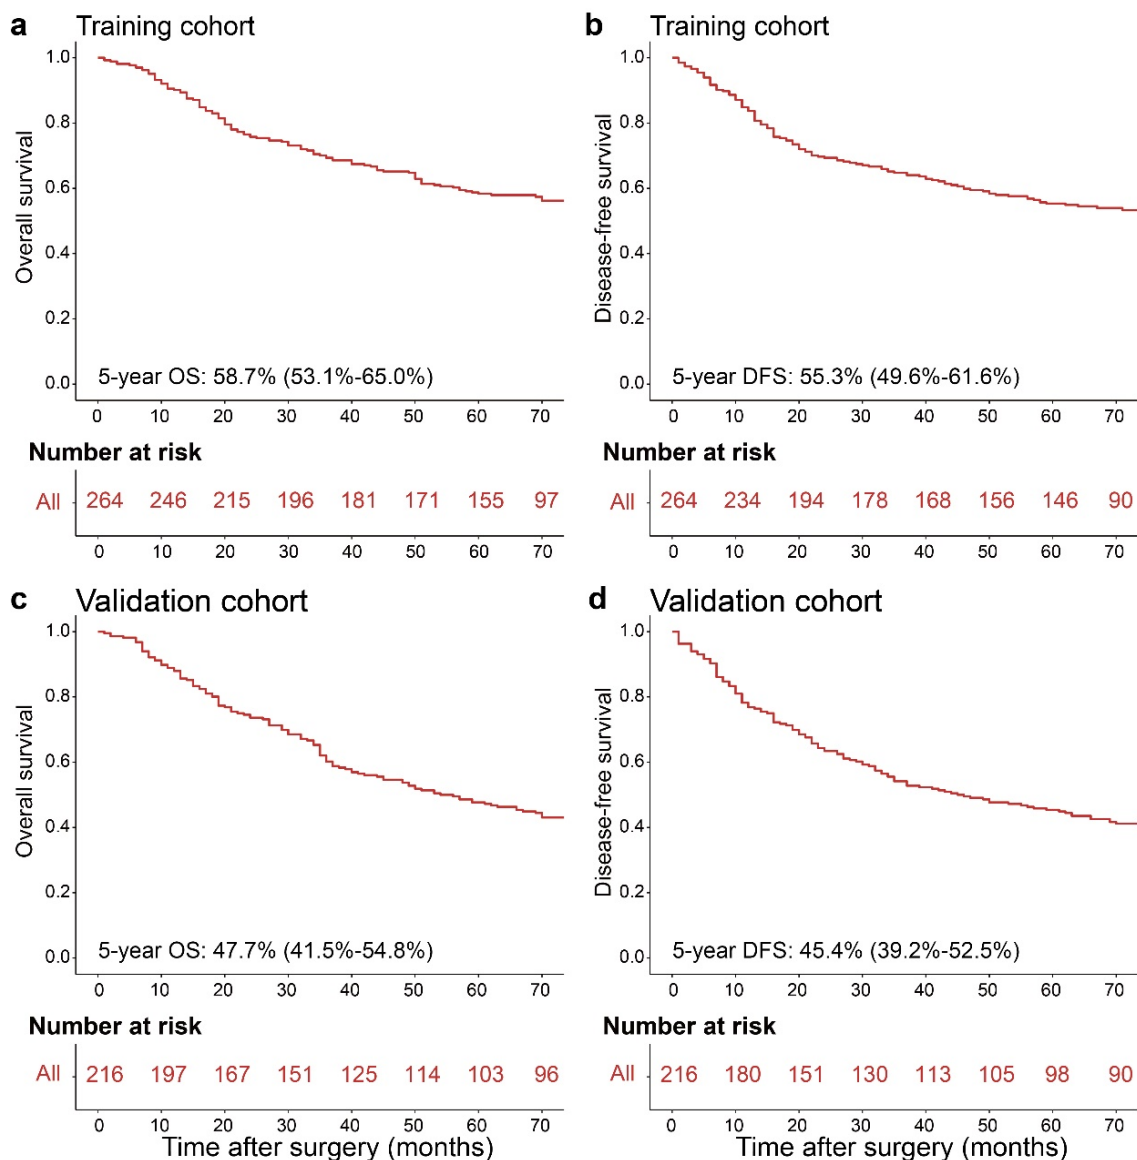 a Training cohort
Overall survival
1.0
0.8
0.6
0.4
0.2
0.0
5-year OS: 58.7% (53.1%-65.0%)
0 10 20 30 40 50 60 70
Number at risk
All 264 246 215 196 181 171 155 97
0 10 20 30 40 50 60 70
b Training cohort
Disease-free survival
1.0
0.8
0.6
0.4
0.2
0.0
5-year DFS: 55.3% (49.6%-61.6%)
0 10 20 30 40 50 60 70
Number at risk
All 264 234 194 178 168 156 146 90
0 10 20 30 40 50 60 70
c Validation cohort
Overall survival
1.0
0.8
0.6
0.4
0.2
0.0
5-year OS: 47.7% (41.5%-54.8%)
0 10 20 30 40 50 60 70
Number at risk
All 216 197 167 151 125 114 103 96
0 10 20 30 40 50 60 70
Time after surgery (months)
d Validation cohort
Disease-free survival
1.0
0.8
0.6
0.4
0.2
0.0
5-year DFS: 45.4% (39.2%-52.5%)
0 10 20 30 40 50 60 70
Number at risk
All 216 180 151 130 113 105 98 90
0 10 20 30 40 50 60 70
Time after surgery (months)